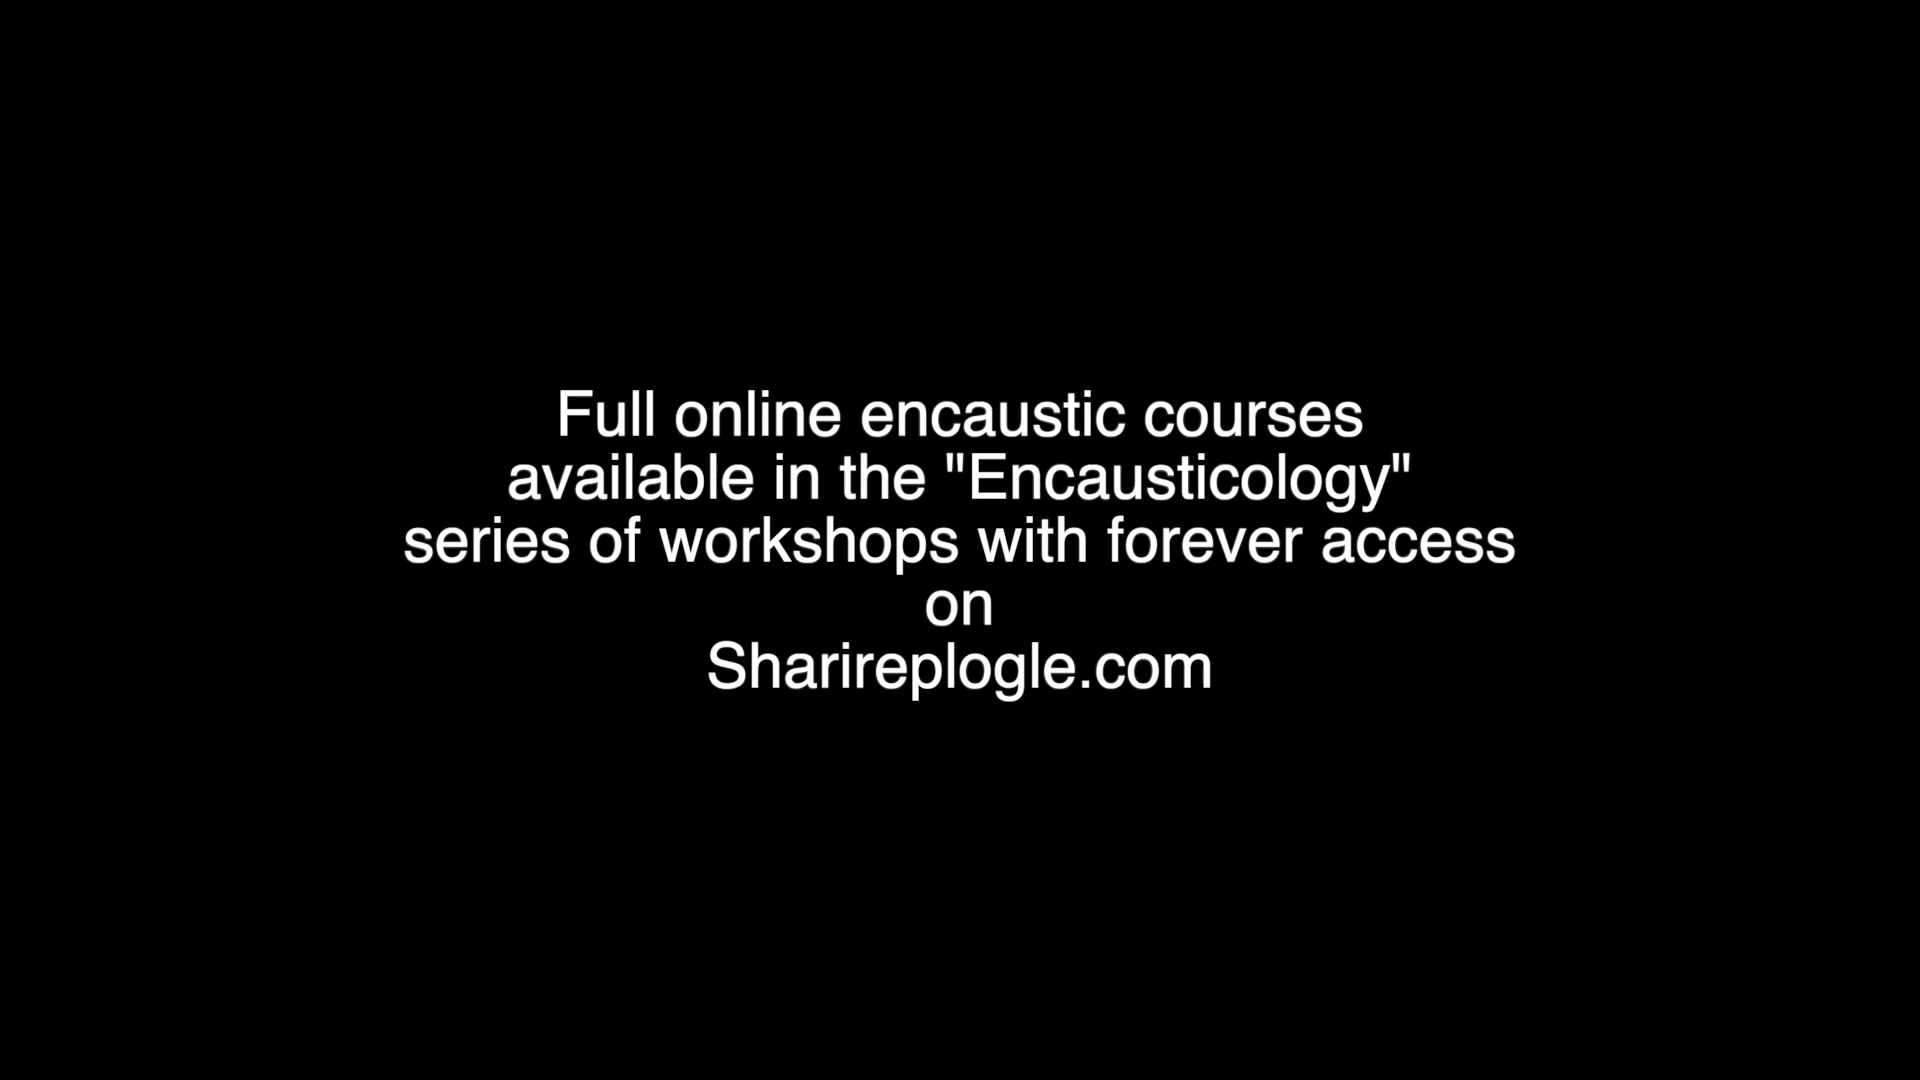 Full online encaustic courses
available in the "Encausticology"
series of workshops with forever access
on
Sharireplogle.com